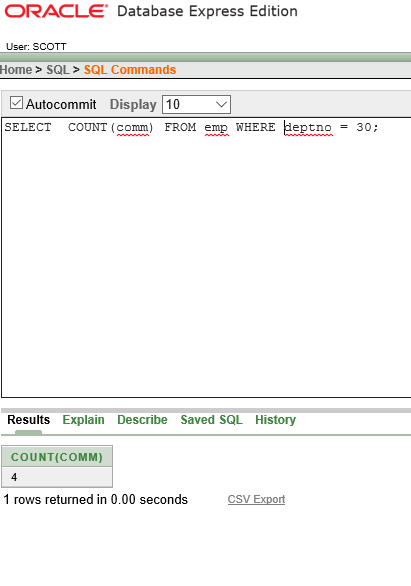 ORACLE Database Express Edition
User: SCOTT
Home > SQL > SQL Commands
Autocommit Display 10
SELECT  COUNT(comm) FROM emp WHERE deptno = 30;
Results Explain Describe Saved SQL History
COUNT(COMM)
4
1 rows returned in 0.00 seconds CSV Export